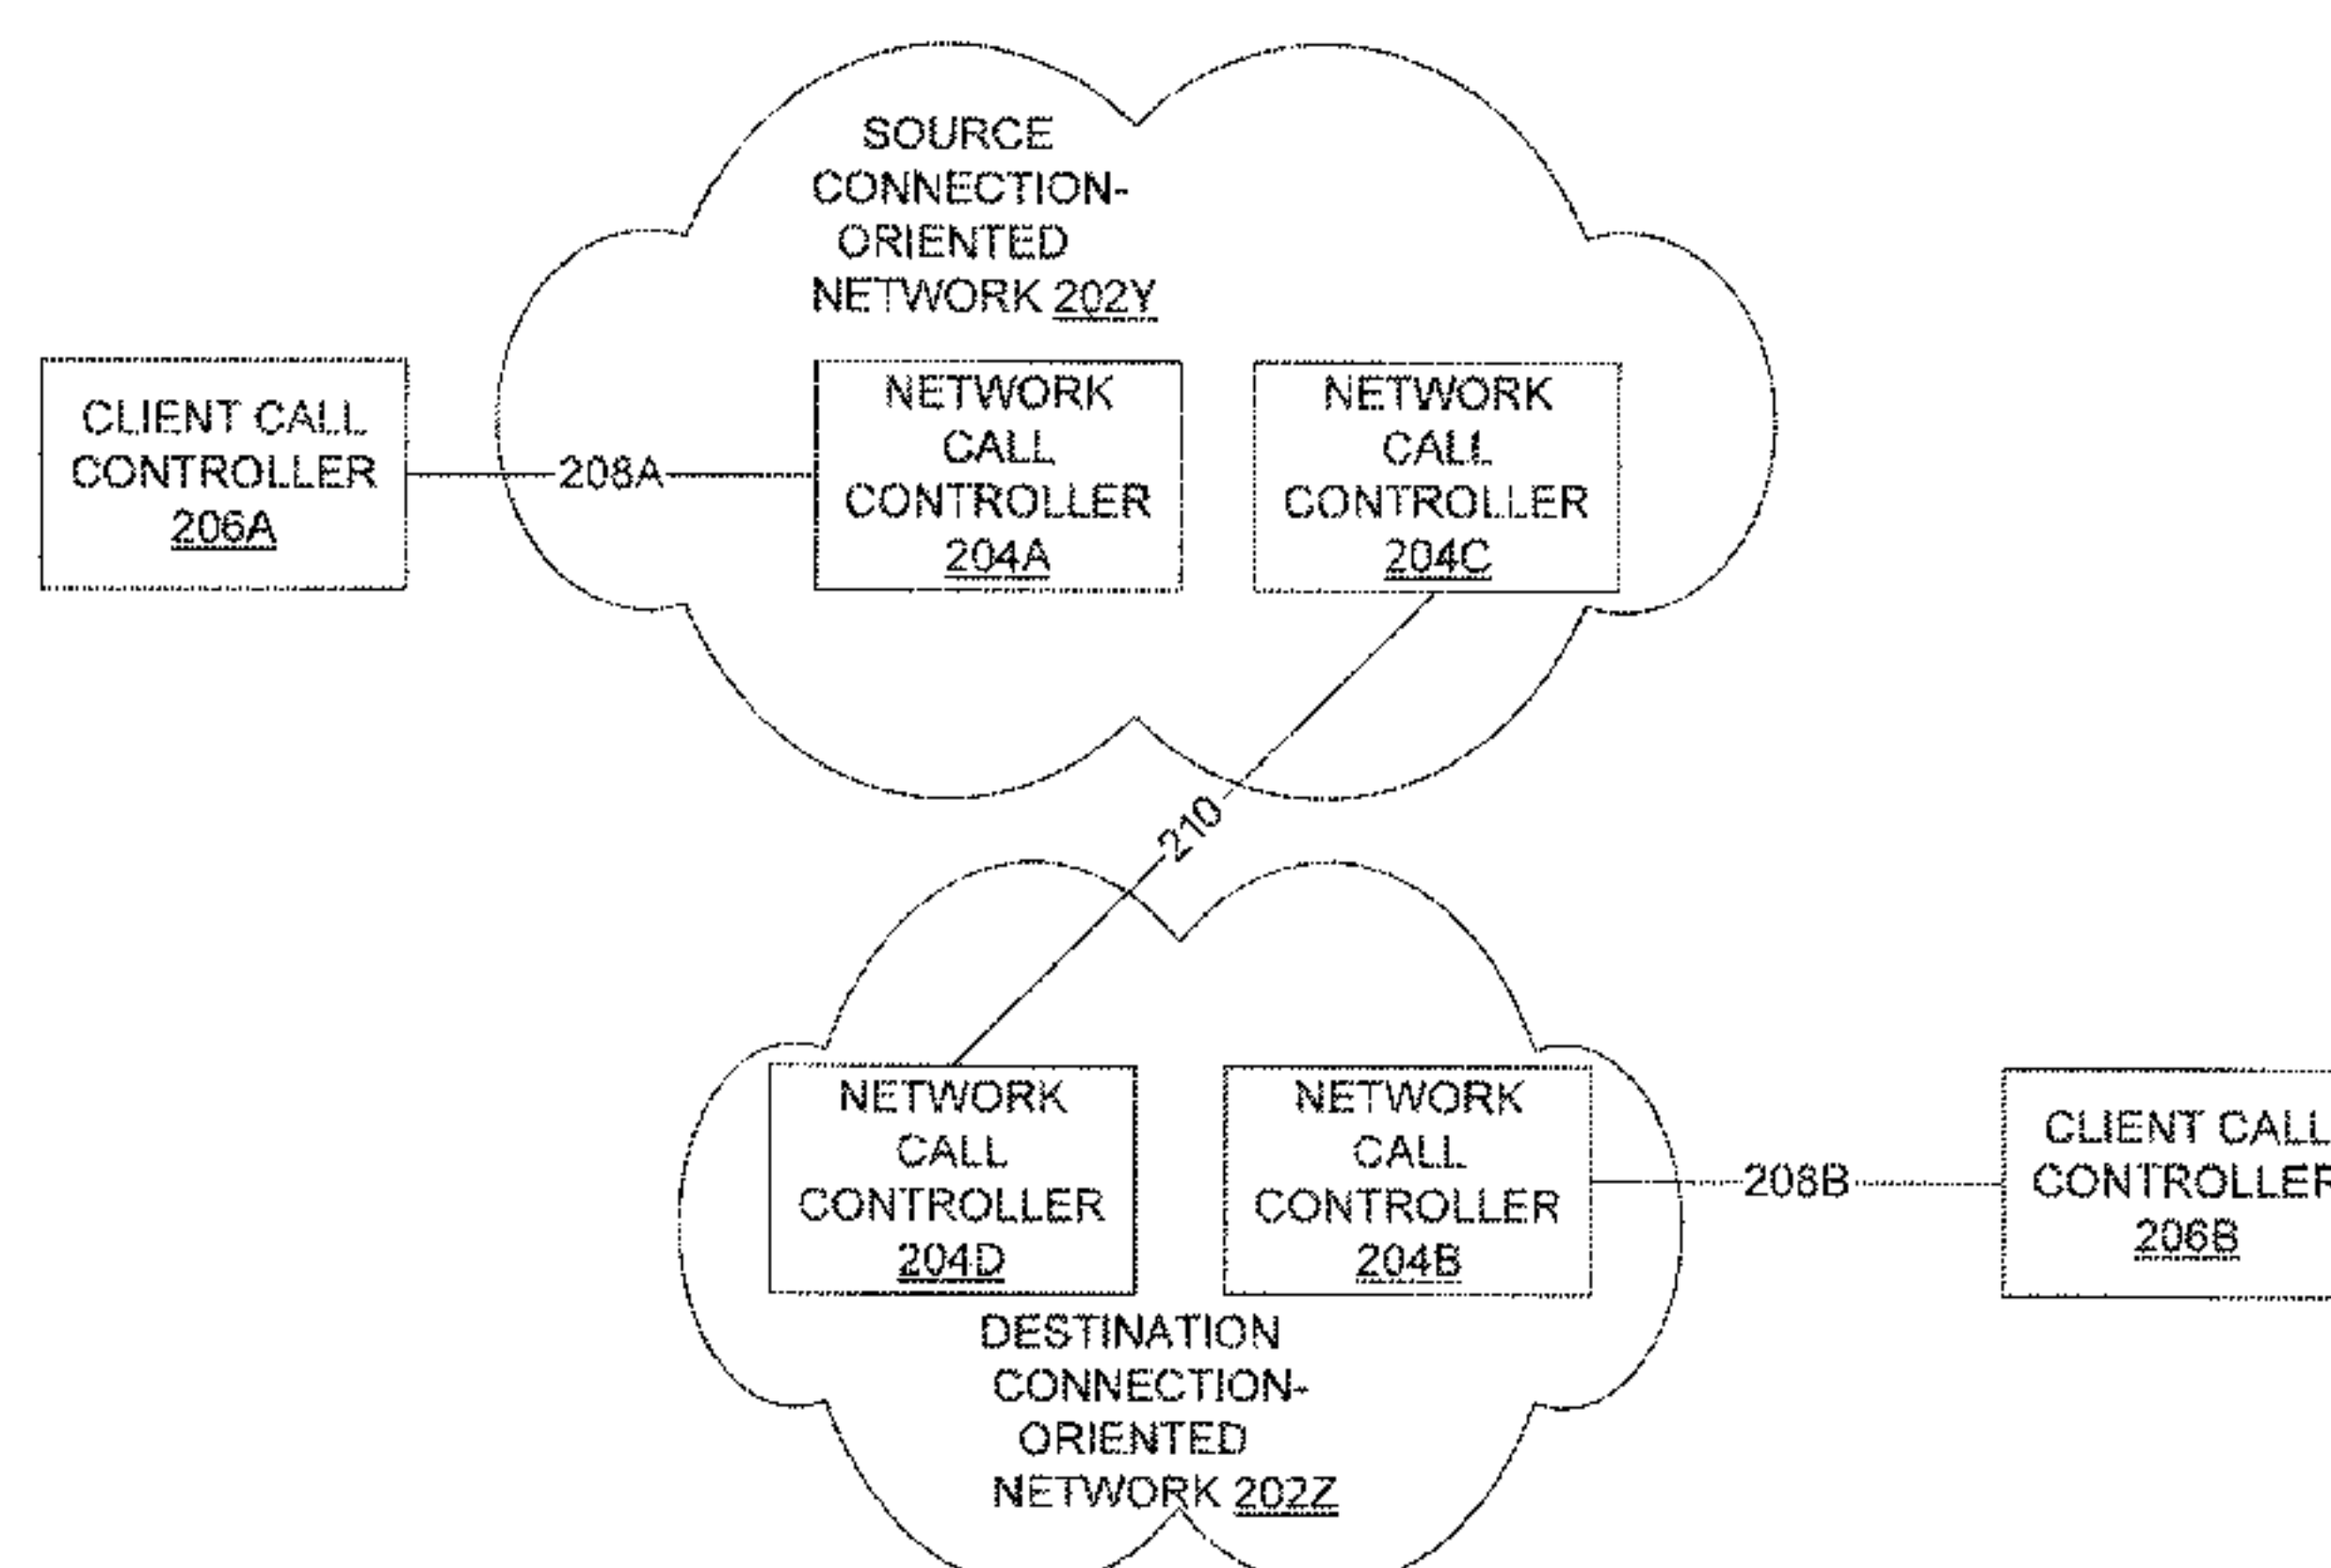 SOURCE
CONNECTION-
ORIENTED
NETWORK 202Y
CLIENT CALL
CONTROLLER
206A
208A
NETWORK
CALL
CONTROLLER
204A
NETWORK
CALL
CONTROLLER
204C
210
NETWORK
CALL
CONTROLLER
204D
NETWORK
CALL
CONTROLLER
204B
208B
CLIENT CALL
CONTROLLER
206B
DESTINATION
CONNECTION-
ORIENTED
NETWORK 202Z